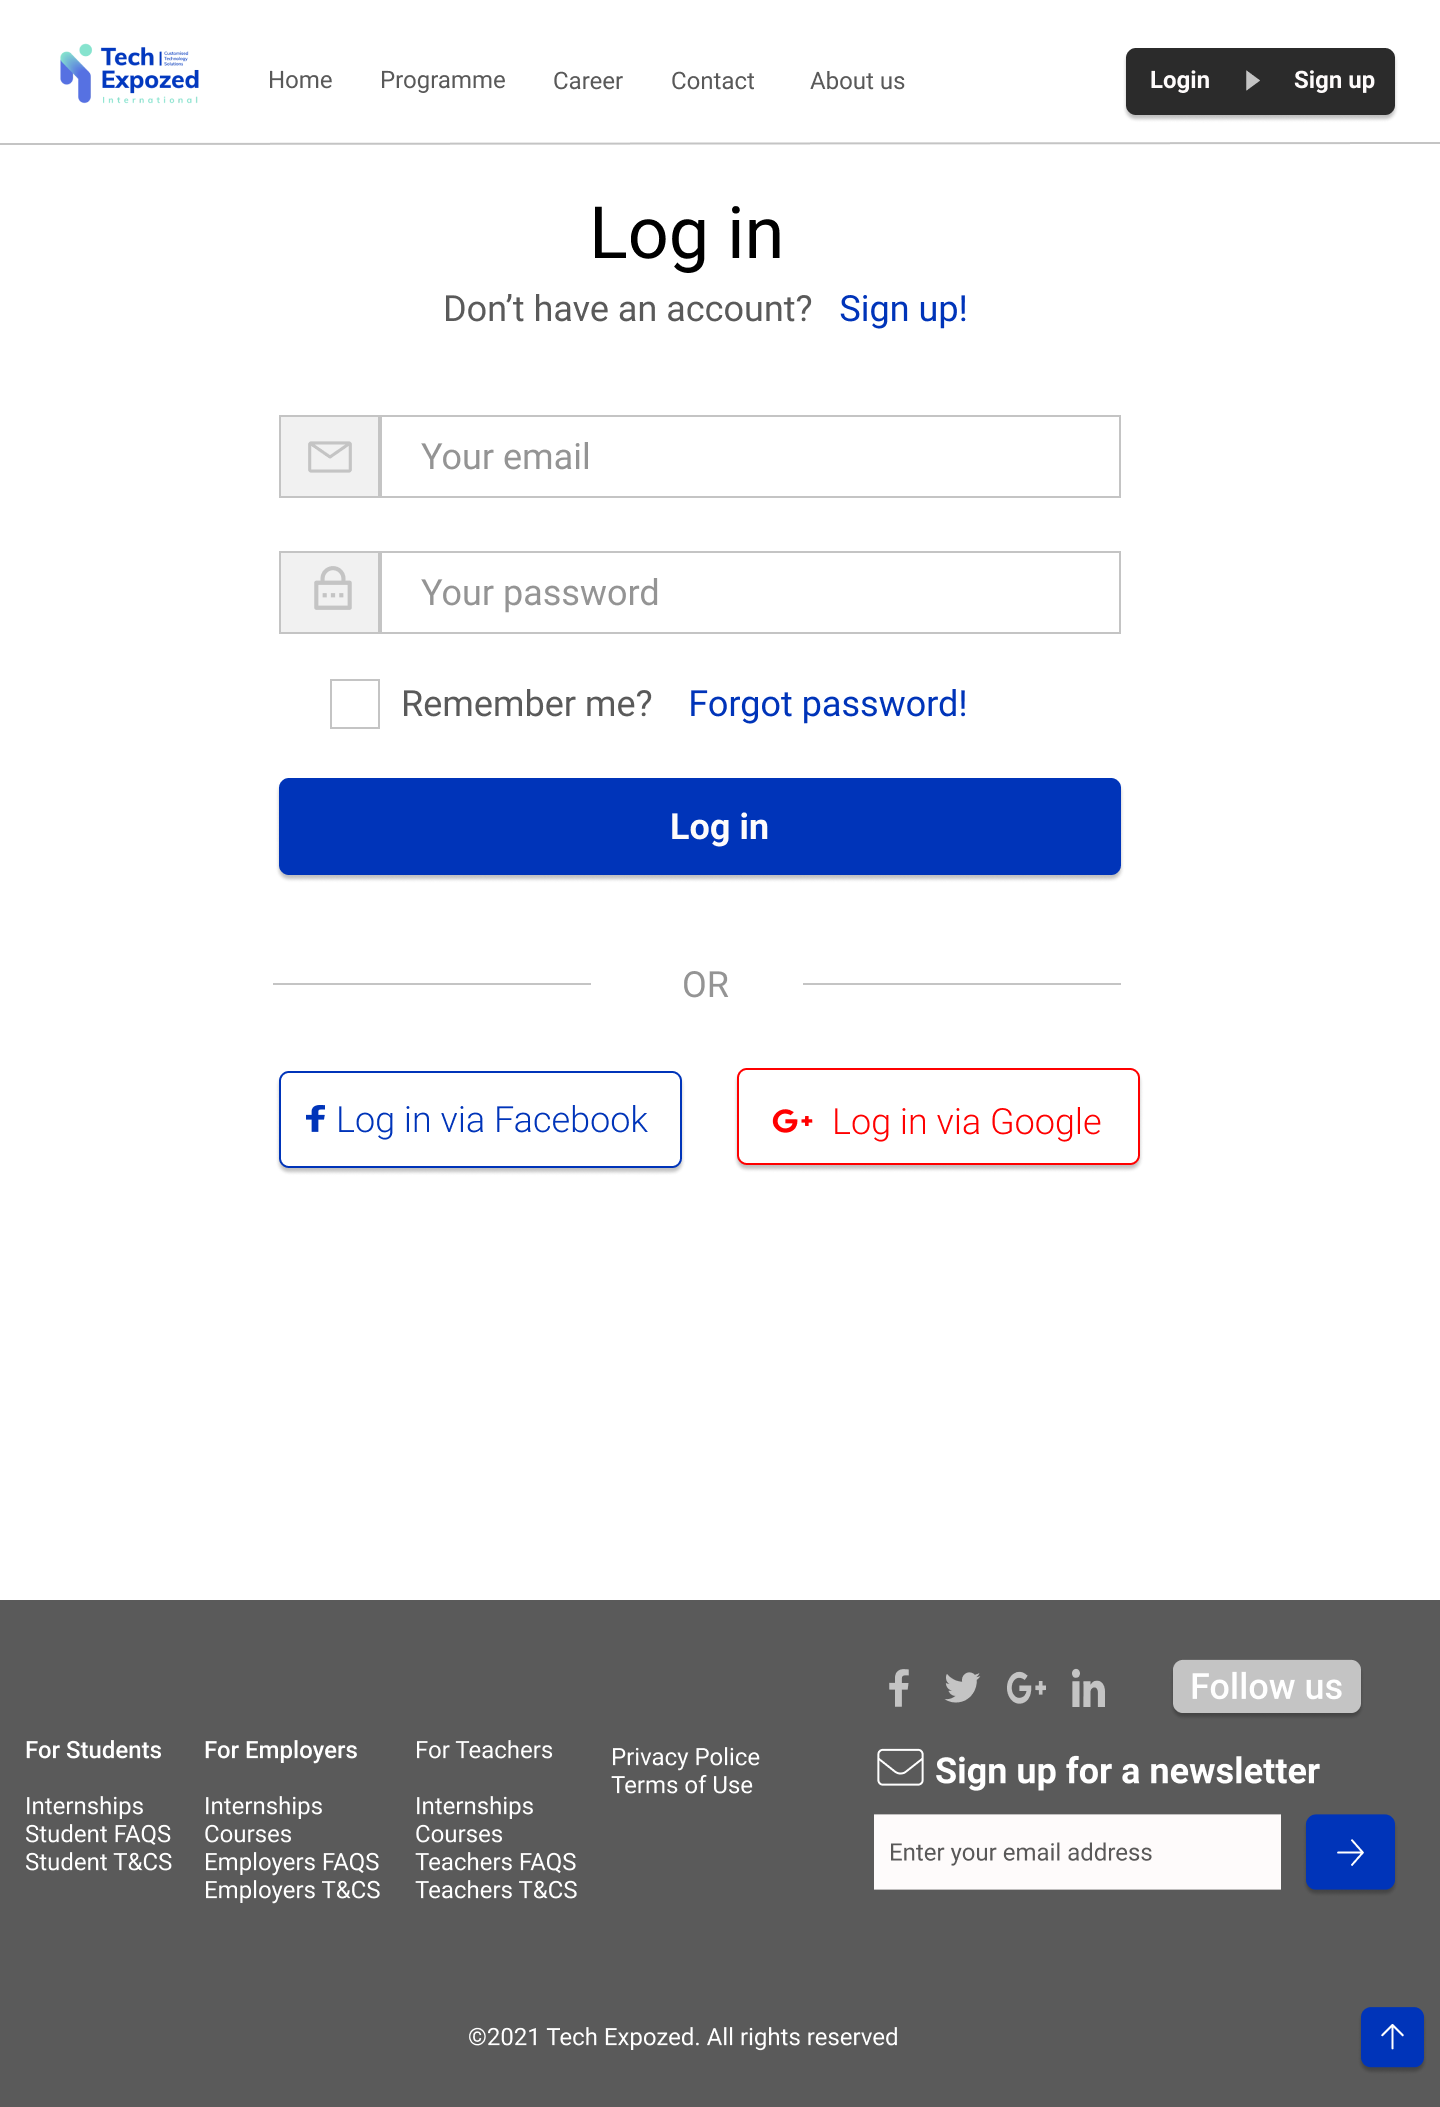 Tech
Customised
Technology
Solutions
Expozed
International
Home
Programme
Career
Contact
About us
Login
Sign up
Log in
Don’t have an account? Sign up!
Your email
Your password
Remember me? Forgot password!
Log in
OR
Log in via Facebook
G+ Log in via Google
G+
in
Follow us
For Students
Internships
Student FAQS
Student T&CS
For Employers
Internships
Courses
Employers FAQS
Employers T&CS
For Teachers
Internships
Courses
Teachers FAQS
Teachers T&CS
Privacy Police
Terms of Use
Sign up for a newsletter
Enter your email address
©2021 Tech Expozed. All rights reserved